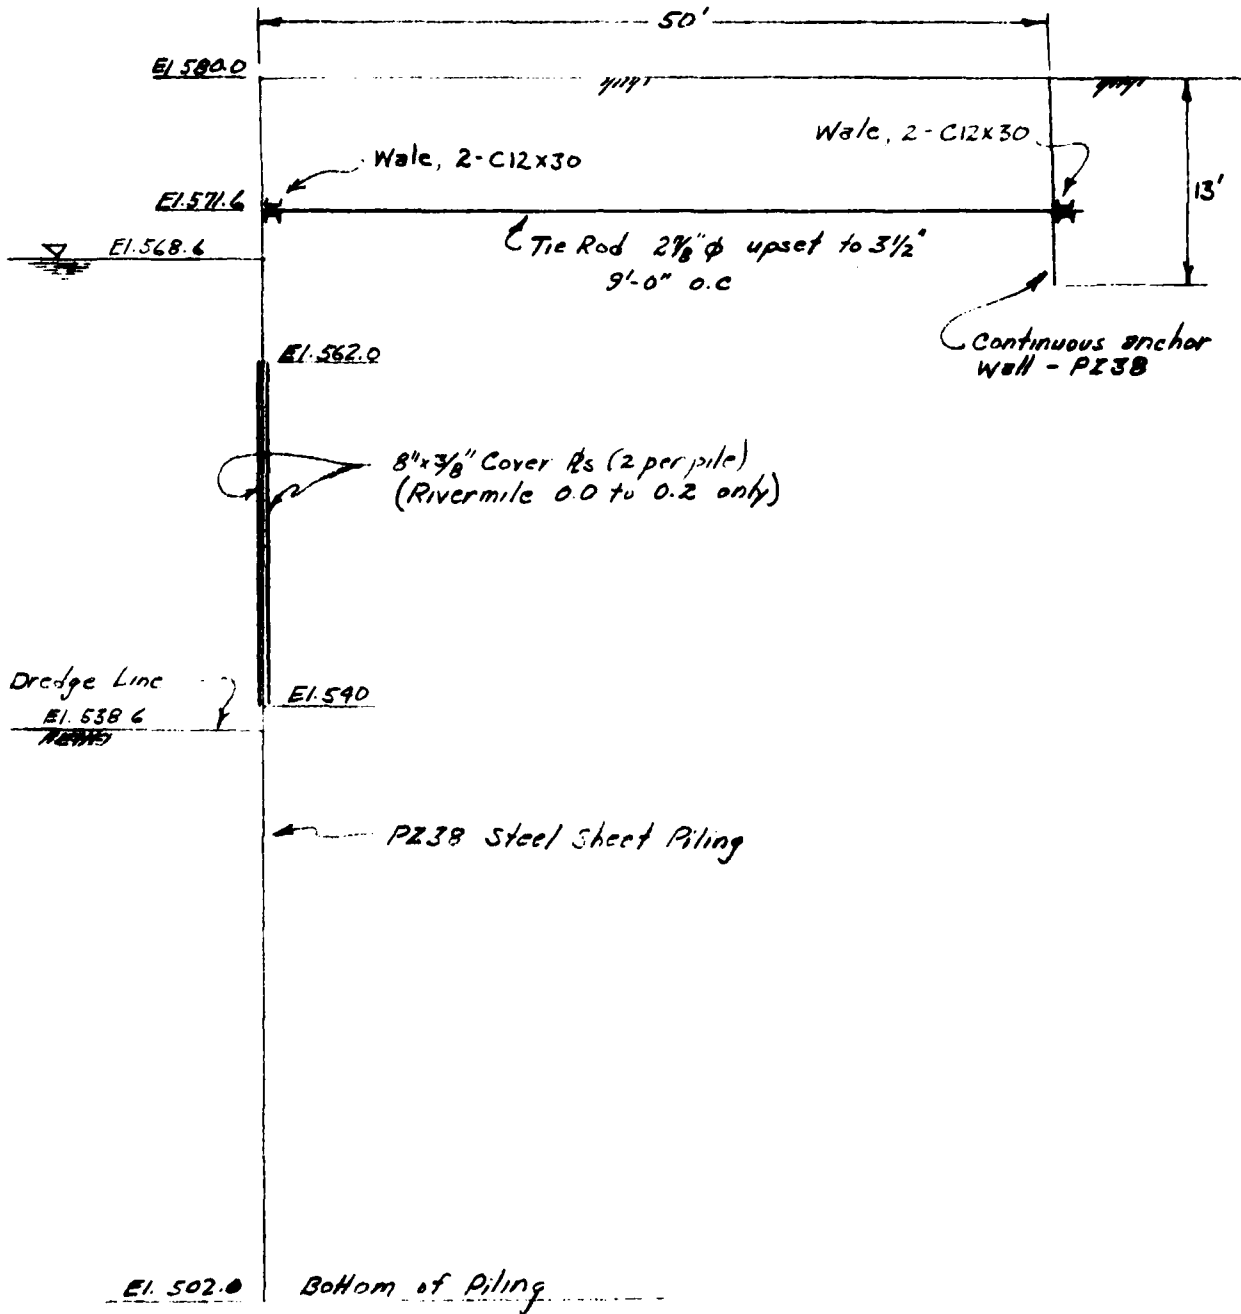 50'
El 580.0
Wale, 2-C12x30
Wale, 2-C12x30
13'
El.571.6
El.568.6
Tie Rod 2⅞"ϕ upset to 3½"
9'-0" o.c
El.562.0
Continuous anchor
Wall - PZ38
8"x3/8" Cover ℞s (2 per pile)
(Rivermile 0.0 to 0.2 only)
Dredge Line
El.540
El. 538.6
PZ38 Steel Sheet Piling
El. 502.0 Bottom of Piling